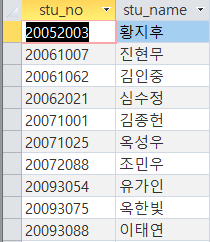 stu_no stu_name
20052003 황지후
20061007 진현무
20061062 김인중
20062021 심수정
20071001 김종헌
20071025 옥성우
20072088 조민우
20093054 유가인
20093075 옥한빛
20093088 이태연